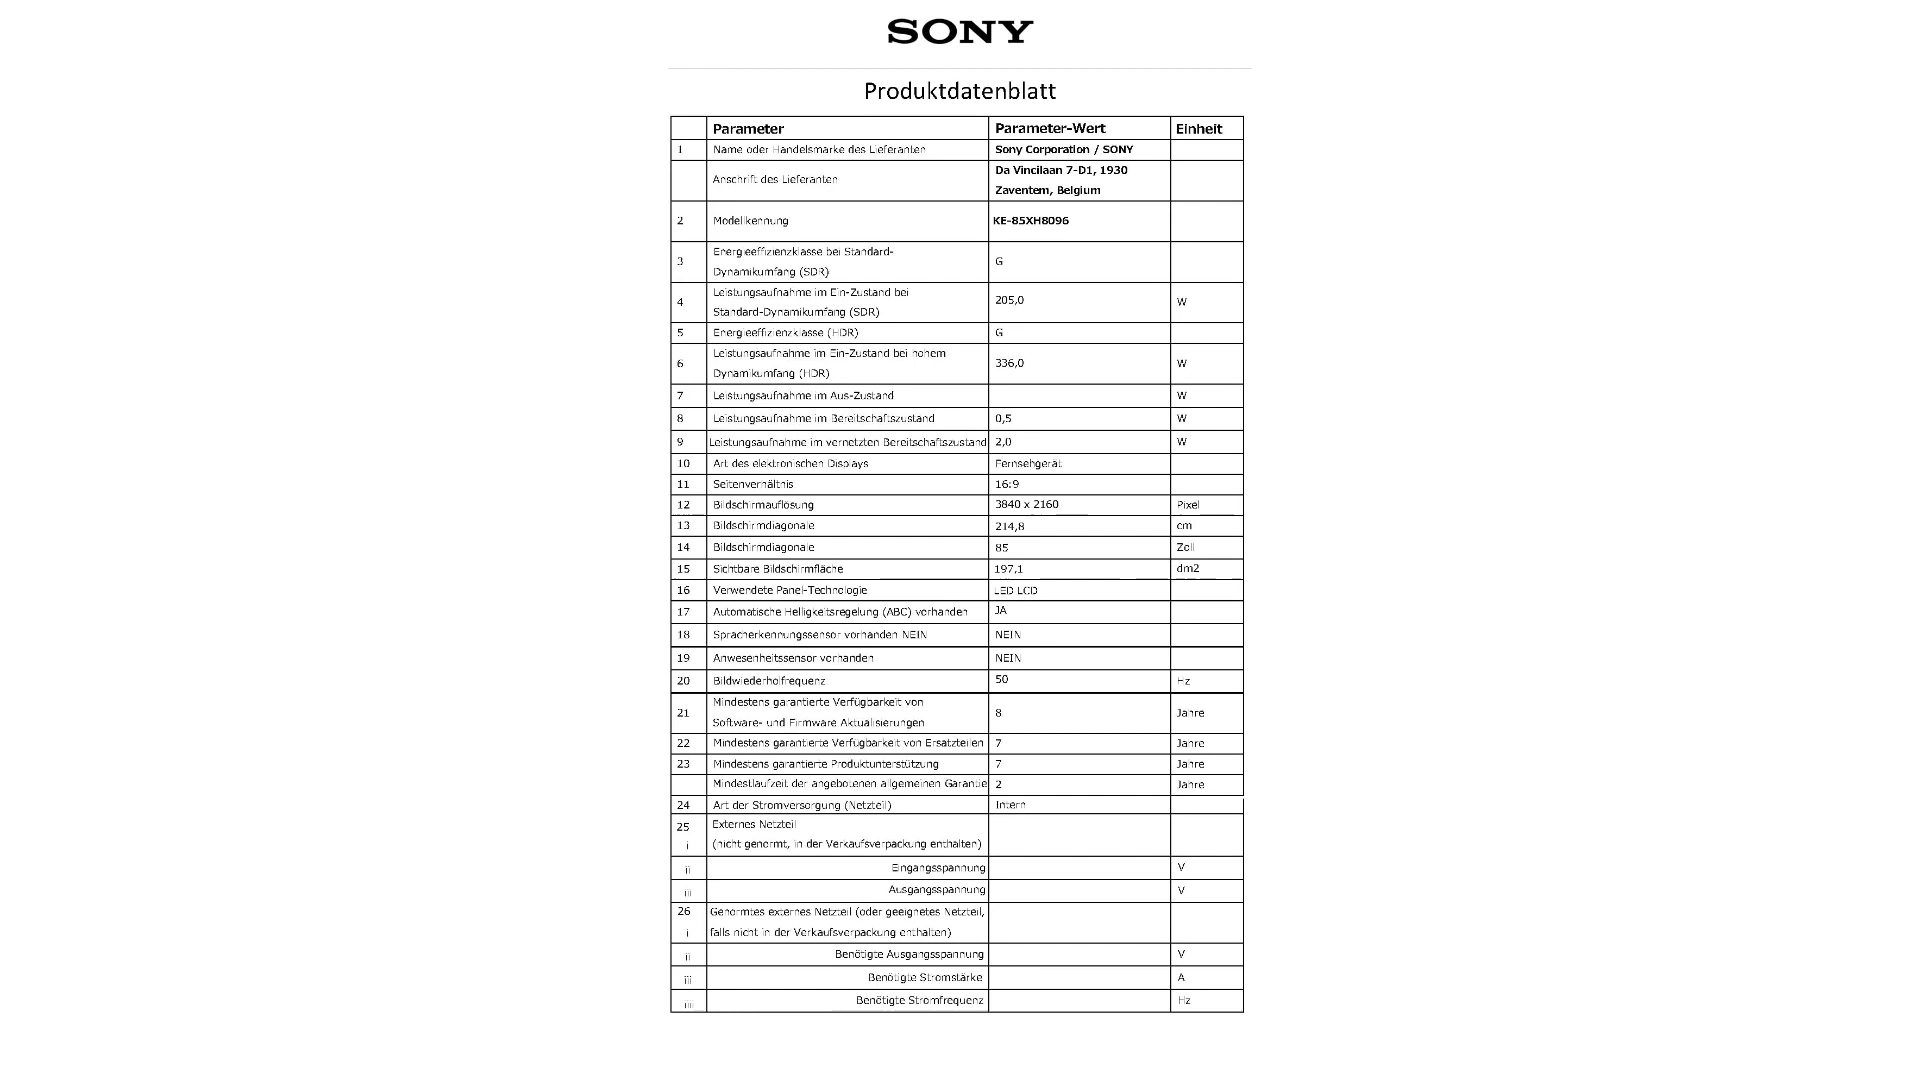 SONY
Produktdatenblatt
Parameter Parameter-Wert Einheit
1 Name oder Handelsmarke des Lieferanten Sony Corporation / SONY
Anschrift des Lieferanten Da Vincilaan 7-D1, 1930
Zaventem, Belgium
2 Modellkennung KE-85XH8096
3 Energieeffizienzklasse bei Standard-
Dynamikumfang (SDR) G
4 Leistungsaufnahme im Ein-Zustand bei
Standard-Dynamikumfang (SDR) 205,0 W
5 Energieeffizienzklasse (HDR) G
6 Leistungsaufnahme im Ein-Zustand bei hohem
Dynamikumfang (HDR) 336,0 W
7 Leistungsaufnahme im Aus-Zustand W
8 Leistungsaufnahme im Bereitschaftszustand 0,5 W
9 Leistungsaufnahme im vernetzten Bereitschaftszustand 2,0 W
10 Art des elektronischen Displays Fernsehgerät
11 Seitenverhältnis 16:9
12 Bildschirmauflösung 3840 x 2160 Pixel
13 Bildschirmdiagonale 214,8 cm
14 Bildschirmdiagonale 85 Zoll
15 Sichtbare Bildschirmfläche 197,1 dm2
16 Verwendete Panel-Technologie LED LCD
17 Automatische Helligkeitsregelung (ABC) vorhanden JA
18 Spracherkennungssensor vorhanden NEIN NEIN
19 Anwesenheitssensor vorhanden NEIN
20 Bildwiederholfrequenz 50 Hz
21 Mindestens garantierte Verfügbarkeit von
Software- und Firmware Aktualisierungen 8 Jahre
22 Mindestens garantierte Verfügbarkeit von Ersatzteilen 7 Jahre
23 Mindestens garantierte Produktunterstützung 7 Jahre
Mindestlaufzeit der angebotenen allgemeinen Garantie 2 Jahre
24 Art der Stromversorgung (Netzteil) Intern
25 Externes Netzteil
i (nicht genormt, in der Verkaufsverpackung enthalten)
ii Eingangsspannung V
iii Ausgangsspannung V
26 Genormtes externes Netzteil (oder geeignetes Netzteil,
i falls nicht in der Verkaufsverpackung enthalten)
ii Benötigte Ausgangsspannung V
iii Benötigte Stromstärke A
iiii Benötigte Stromfrequenz Hz